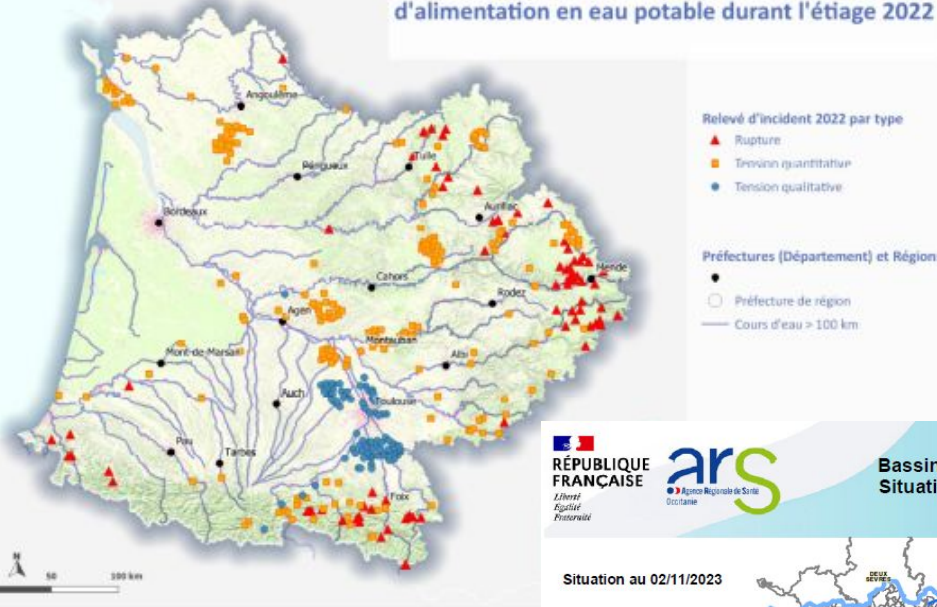 d'alimentation en eau potable durant l'étiage 2022
Relevé d'incident 2022 par type
Rupture
Tension quantitative
Tension qualitative
Préfectures (Département) et Région
Préfecture de région
Cours d'eau > 100 km
Angoulême
Périgueux
Tulle
Bordeaux
Aurillac
Cahors
Mende
Rodez
Agen
Montauban
Mont-de-Marsan
Albi
Auch
Toulouse
Pau
Tarbes
Foix
N
50
100 km
RÉPUBLIQUE
FRANÇAISE
Liberté
Égalité
Fraternité
ars
Agence Régionale de Santé
Occitanie
Bassin
Situati
Situation au 02/11/2023
DEUX
SEVRES